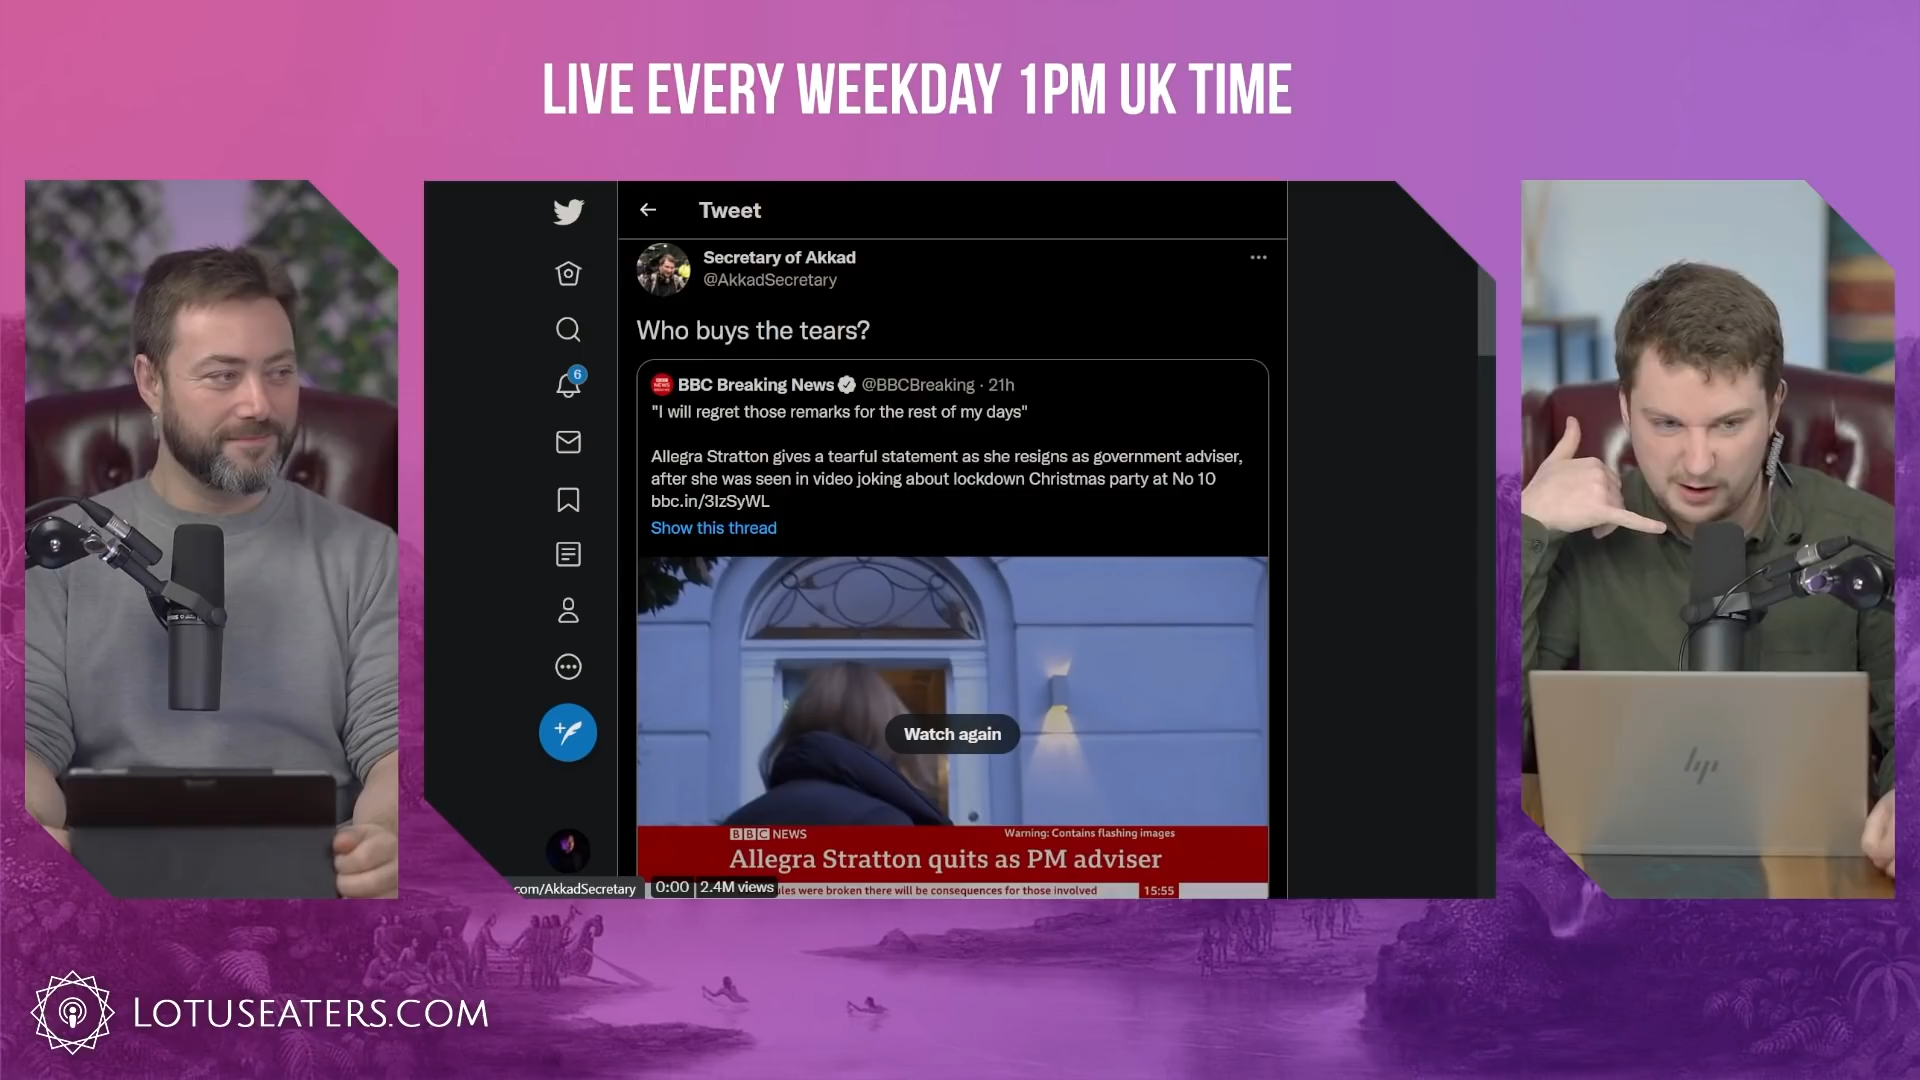 LIVE EVERY WEEKDAY 1PM UK TIME
Tweet
Secretary of Akkad
@AkkadSecretary
Who buys the tears?
BBC Breaking News @BBCBreaking · 21h
"I will regret those remarks for the rest of my days"
Allegra Stratton gives a tearful statement as she resigns as government adviser,
after she was seen in video joking about lockdown Christmas party at No 10
bbc.in/3IzSyWL
Show this thread
6
Watch again
BBC NEWS
Warning: Contains flashing images
Allegra Stratton quits as PM adviser
com/AkkadSecretary
0:00
2.4M views
were broken there will be consequences for those involved
15:55
hp
LOTUSEATERS.COM